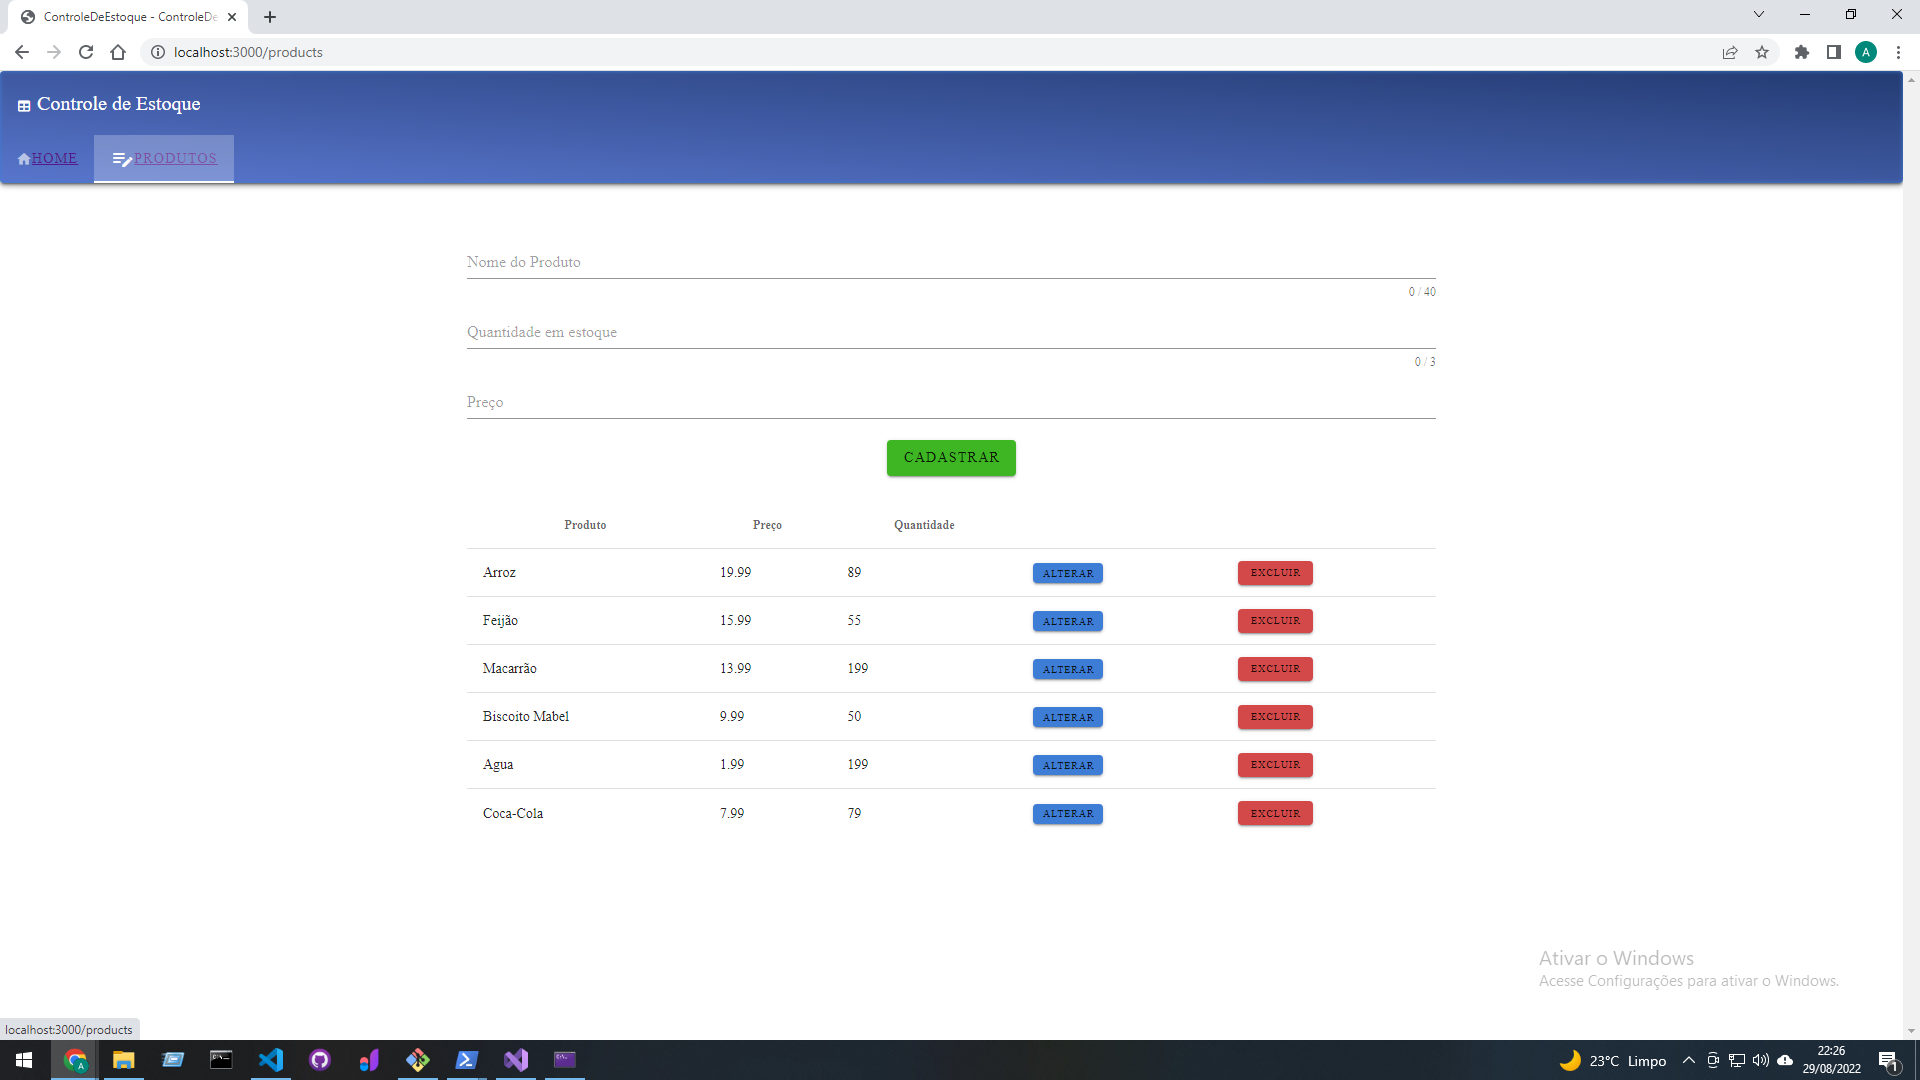 ControleDeEstoque - ControleDe
localhost:3000/products
A
Controle de Estoque
HOME PRODUTOS
Nome do Produto
0 / 40
Quantidade em estoque
0 / 3
Preço
CADASTRAR
Produto Preço Quantidade
Arroz 19.99 89 ALTERAR EXCLUIR
Feijão 15.99 55 ALTERAR EXCLUIR
Macarrão 13.99 199 ALTERAR EXCLUIR
Biscoito Mabel 9.99 50 ALTERAR EXCLUIR
Agua 1.99 199 ALTERAR EXCLUIR
Coca-Cola 7.99 79 ALTERAR EXCLUIR
Ativar o Windows
Acesse Configurações para ativar o Windows.
localhost:3000/products
A
23°C Limpo
22:26
29/08/2022
1